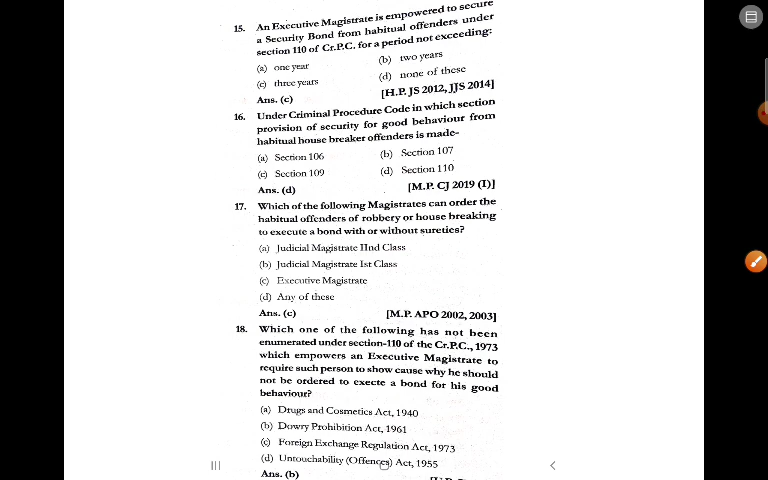 15. An Executive Magistrate is empowered to secure
a Security Bond from habitual offenders under
section 110 of Cr.P.C. for a period not exceeding:
(a) one year (b) two years
(c) three years (d) none of these
Ans. (c) [H.P. JS 2012, JJS 2014]
16. Under Criminal Procedure Code in which section
provision of security for good behaviour from
habitual house breaker offenders is made-
(a) Section 106 (b) Section 107
(c) Section 109 (d) Section 110
Ans. (d) [M.P. CJ 2019 (I)]
17. Which of the following Magistrates can order the
habitual offenders of robbery or house breaking
to execute a bond with or without sureties?
(a) Judicial Magistrate IInd Class
(b) Judicial Magistrate Ist Class
(c) Executive Magistrate
(d) Any of these
Ans. (c) [M.P. APO 2002, 2003]
18. Which one of the following has not been
enumerated under section-110 of the Cr.P.C., 1973
which empowers an Executive Magistrate to
require such person to show cause why he should
not be ordered to execte a bond for his good
behaviour?
(a) Drugs and Cosmetics Act, 1940
(b) Dowry Prohibition Act, 1961
(c) Foreign Exchange Regulation Act, 1973
(d) Untouchability (Offences) Act, 1955
Ans. (b)